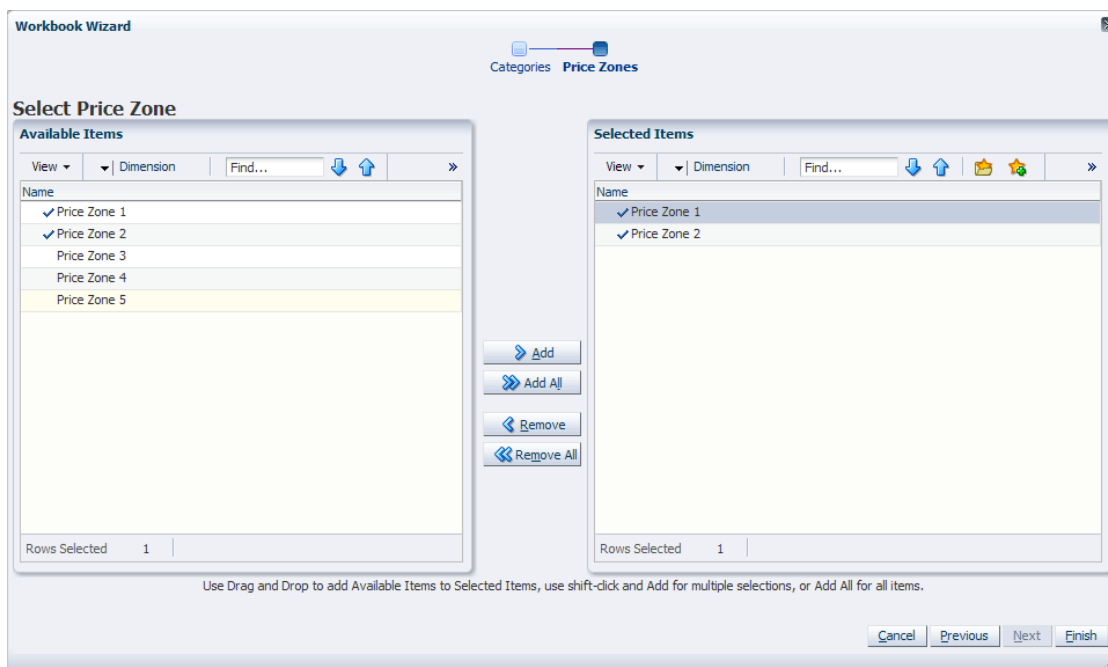 Workbook Wizard
Categories Price Zones
Select Price Zone
Available Items
View Dimension Find... »
Name
Price Zone 1
Price Zone 2
Price Zone 3
Price Zone 4
Price Zone 5
Rows Selected 1
Add
Add All
Remove
Remove All
Selected Items
View Dimension Find... »
Name
Price Zone 1
Price Zone 2
Rows Selected 1
Use Drag and Drop to add Available Items to Selected Items, use shift-click and Add for multiple selections, or Add All for all items.
Cancel Previous Next Finish